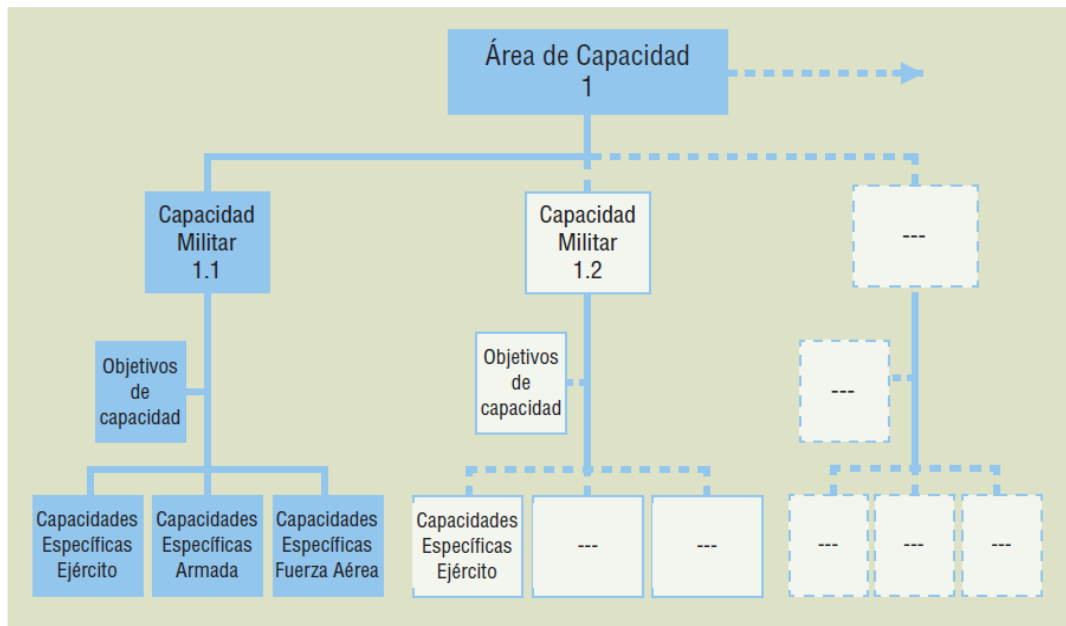 Área de Capacidad
1
Capacidad
Militar
1.1
Capacidad
Militar
1.2
---
Objetivos
de
capacidad
Objetivos
de
capacidad
---
Capacidades
Específicas
Ejército
Capacidades
Específicas
Armada
Capacidades
Específicas
Fuerza Aérea
Capacidades
Específicas
Ejército
---
---
---
---
---